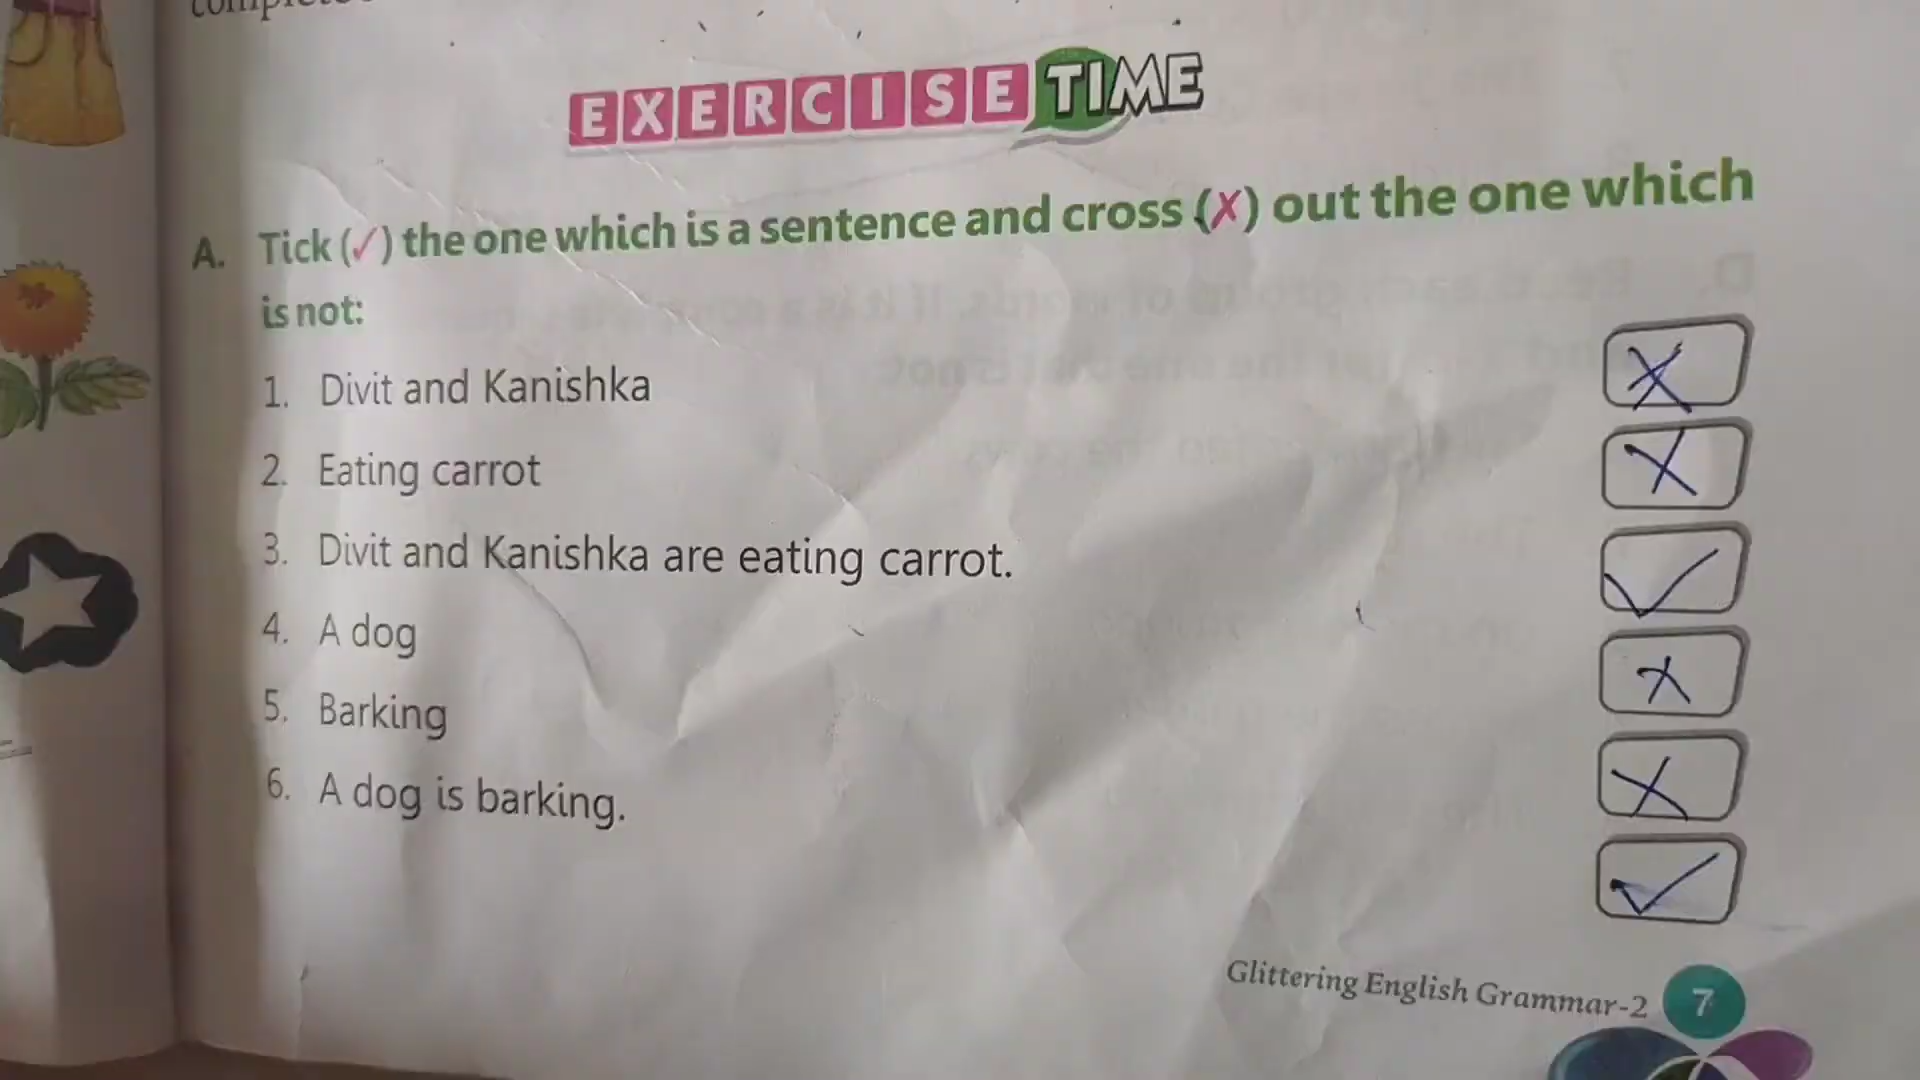 EXERCISE TIME
A. Tick (✓) the one which is a sentence and cross (✗) out the one which
is not:
1. Divit and Kanishka ✗
2. Eating carrot ✗
3. Divit and Kanishka are eating carrot. ✓
4. A dog ✗
5. Barking ✗
6. A dog is barking. ✓
Glittering English Grammar-2 7